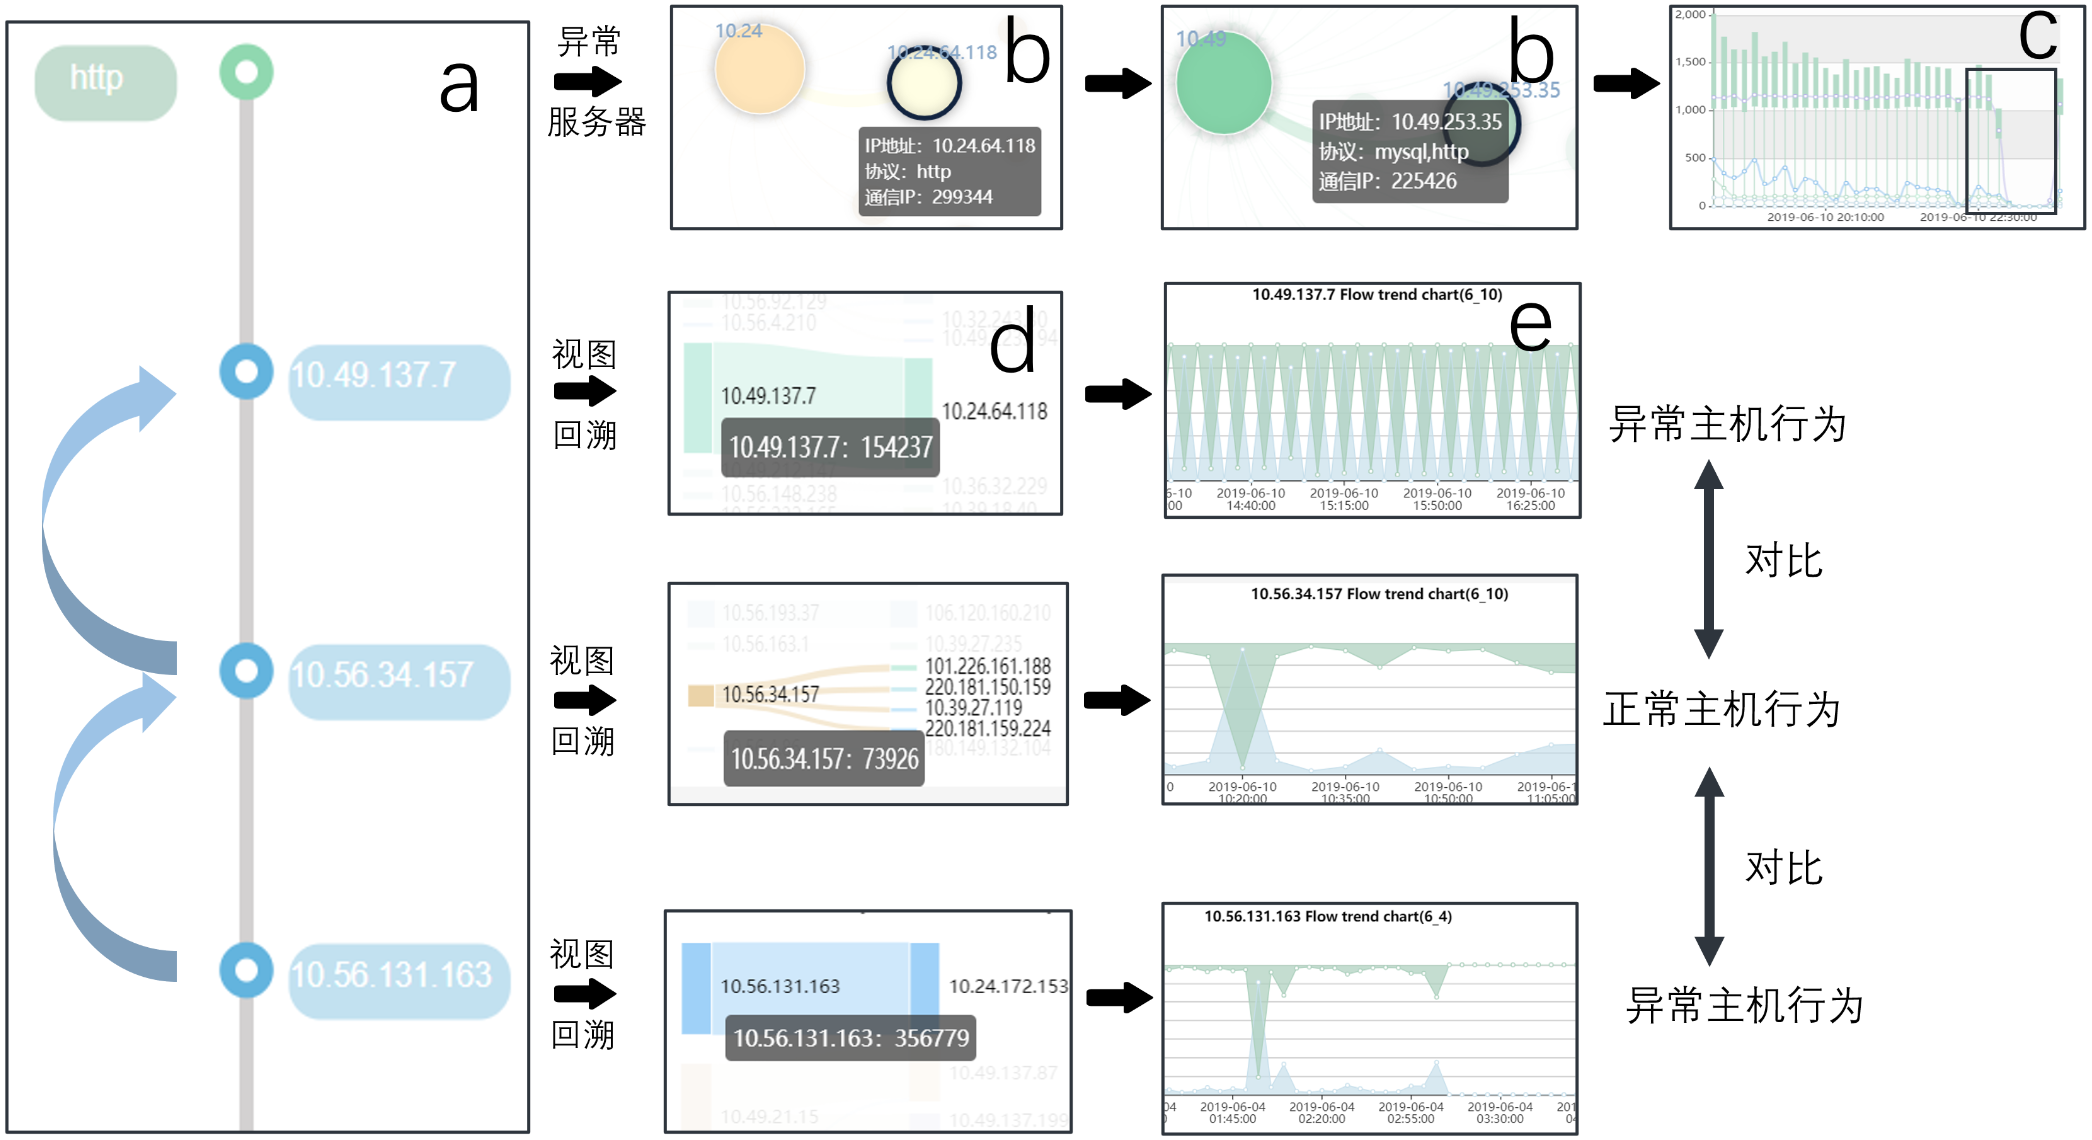 http
a
10.49.137.7
10.56.34.157
10.56.131.163
异常
服务器
10.24
10.24.64.118
b
IP地址：10.24.64.118
协议：http
通信IP：299344
10.49
b
10.49.253.35
IP地址：10.49.253.35
协议：mysql,http
通信IP：225426
c
2,000
1,500
1,000
500
0
2019-06-10 20:10:00
2019-06-10 22:30:00
视图
回溯
d
10.56.92.129
10.56.4.210
10.49.137.7
10.24.64.118
10.49.137.7：154237
10.56.148.238
10.36.32.229
10.49.137.7 Flow trend chart(6_10)
e
6-10
00
2019-06-10
14:40:00
2019-06-10
15:15:00
2019-06-10
15:50:00
2019-06-10
16:25:00
异常主机行为
对比
视图
回溯
10.56.193.37
106.120.160.210
10.56.163.1
10.39.27.235
101.226.161.188
10.56.34.157
220.181.150.159
10.39.27.119
220.181.159.224
180.149.132.104
10.56.34.157：73926
10.56.34.157 Flow trend chart(6_10)
0
2019-06-10
10:20:00
2019-06-10
10:35:00
2019-06-10
10:50:00
2019-06-1
11:05:00
正常主机行为
对比
视图
回溯
10.56.131.163
10.24.172.153
10.56.131.163：356779
10.49.137.87
10.49.21.15
10.49.137.199
10.56.131.163 Flow trend chart(6_4)
04
2019-06-04
01:45:00
2019-06-04
02:20:00
2019-06-04
02:55:00
2019-06-04
03:30:00
201
异常主机行为